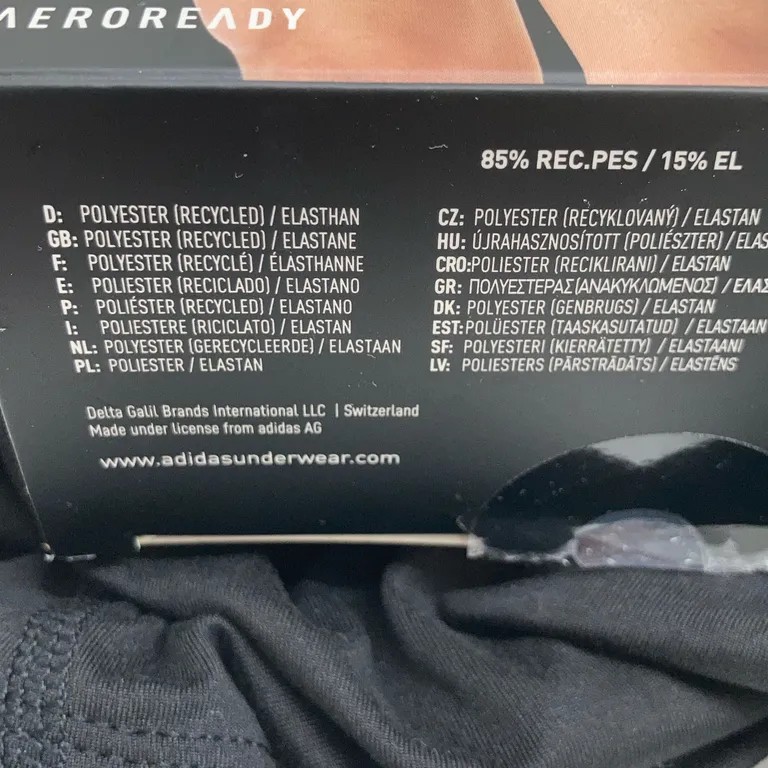 AEROREADY
85% REC.PES / 15% EL
D: POLYESTER (RECYCLED) / ELASTHAN
GB: POLYESTER (RECYCLED) / ELASTANE
F: POLYESTER (RECYCLÉ) / ÉLASTHANNE
E: POLIESTER (RECICLADO) / ELASTANO
P: POLIÉSTER (RECYCLED) / ELASTANO
I: POLIESTERE (RICICLATO) / ELASTAN
NL: POLYESTER (GERECYCLEERDE) / ELASTAAN
PL: POLIESTER / ELASTAN
CZ: POLYESTER (RECYKLOVANÝ) / ELASTAN
HU: ÚJRAHASZNOSÍTOTT (POLIÉSZTER) / ELAS
CRO:POLIESTER (RECIKLIRANI) / ELASTAN
GR: ΠΟΛΥΕΣΤΕΡΑΣ(ΑΝΑΚΥΚΛΩΜΕΝΟΣ) / ΕΛΑΣ
DK: POLYESTER (GENBRUGS) / ELASTAN
EST:POLÜESTER (TAASKASUTATUD) / ELASTAAN
SF: POLYESTERI (KIERRÄTETTY) / ELASTAANI
LV: POLIESTERS (PĀRSTRĀDĀTS) / ELASTĒNS
Delta Galil Brands International LLC | Switzerland
Made under license from adidas AG
www.adidasunderwear.com